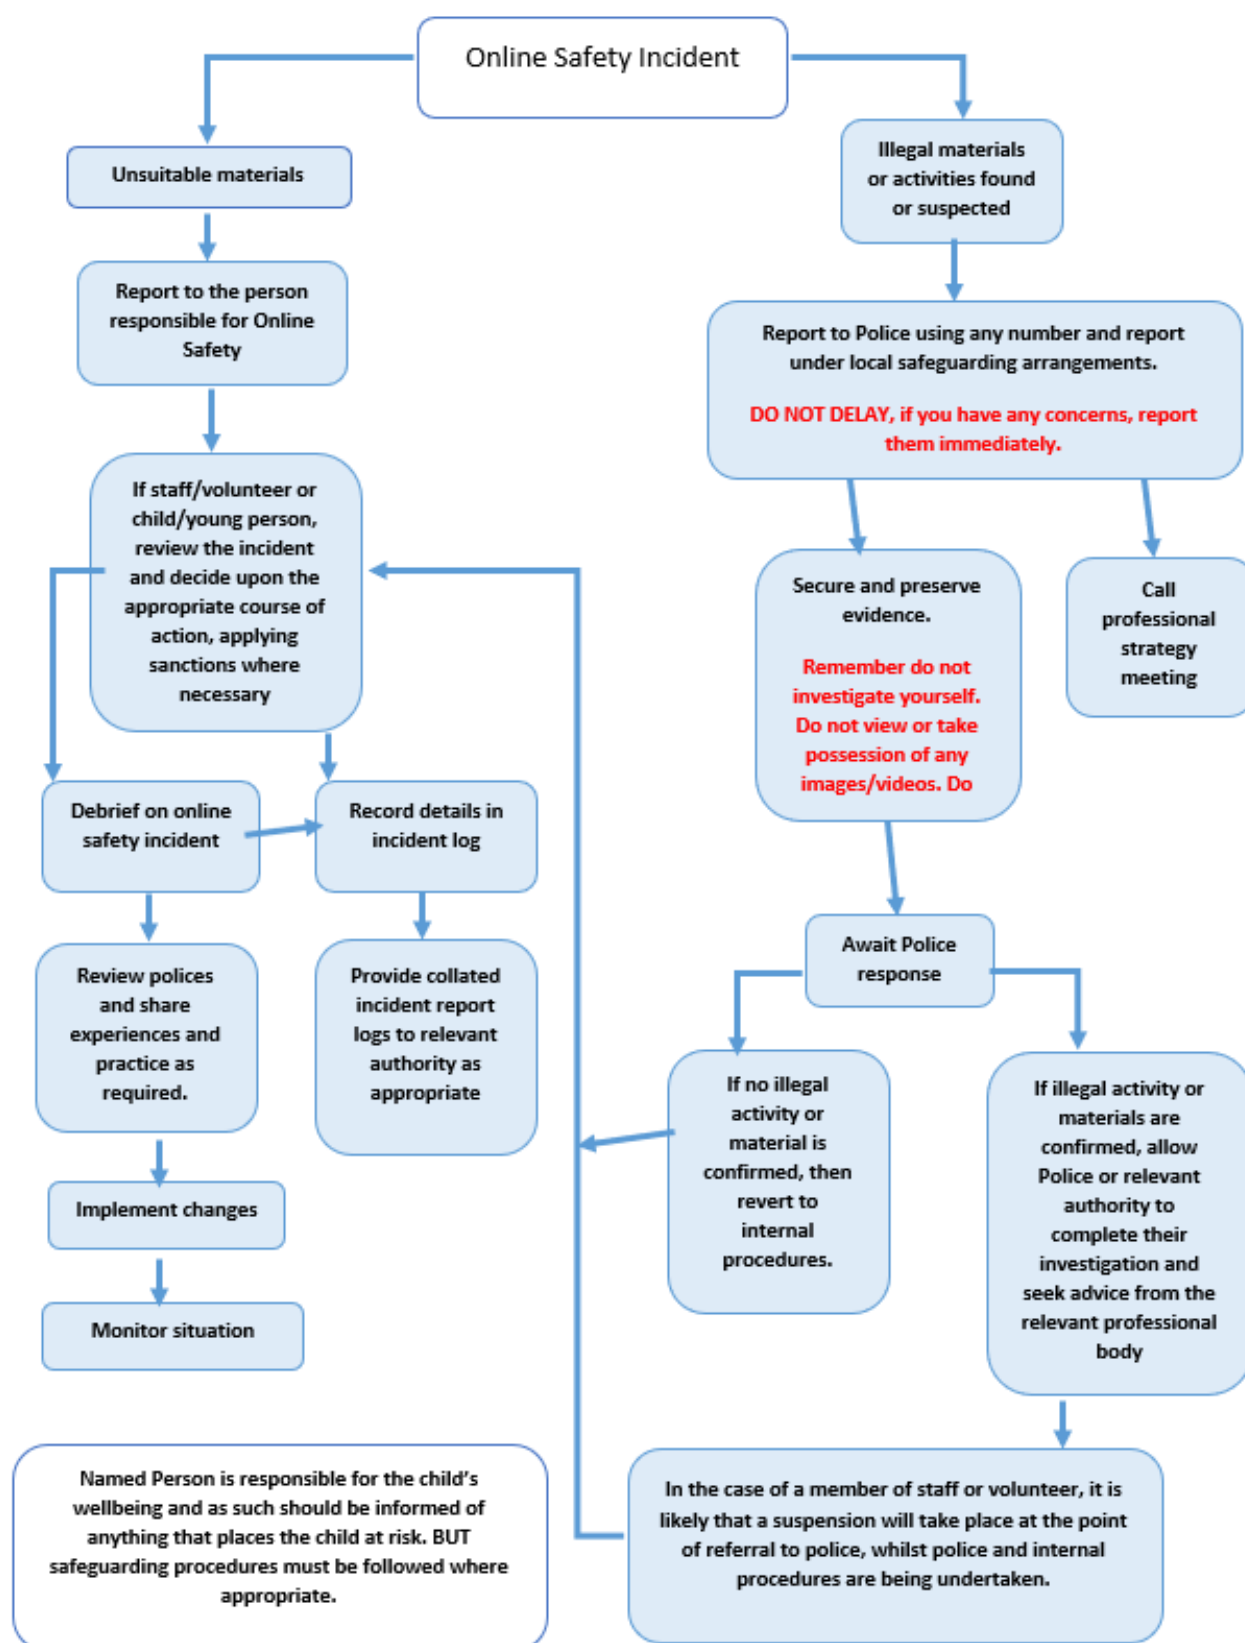 Online Safety Incident
Unsuitable materials
Report to the person
responsible for Online
Safety
If staff/volunteer or
child/young person,
review the incident
and decide upon the
appropriate course of
action, applying
sanctions where
necessary
Debrief on online
safety incident
Record details in
incident log
Review polices
and share
experiences and
practice as
required.
Provide collated
incident report
logs to relevant
authority as
appropriate
Implement changes
Monitor situation
Named Person is responsible for the child’s
wellbeing and as such should be informed of
anything that places the child at risk. BUT
safeguarding procedures must be followed where
appropriate.
Illegal materials
or activities found
or suspected
Report to Police using any number and report
under local safeguarding arrangements.
DO NOT DELAY, if you have any concerns, report
them immediately.
Secure and preserve
evidence.
Remember do not
investigate yourself.
Do not view or take
possession of any
images/videos. Do
Call
professional
strategy
meeting
Await Police
response
If no illegal
activity or
material is
confirmed, then
revert to
internal
procedures.
If illegal activity or
materials are
confirmed, allow
Police or relevant
authority to
complete their
investigation and
seek advice from the
relevant professional
body
In the case of a member of staff or volunteer, it is
likely that a suspension will take place at the point
of referral to police, whilst police and internal
procedures are being undertaken.